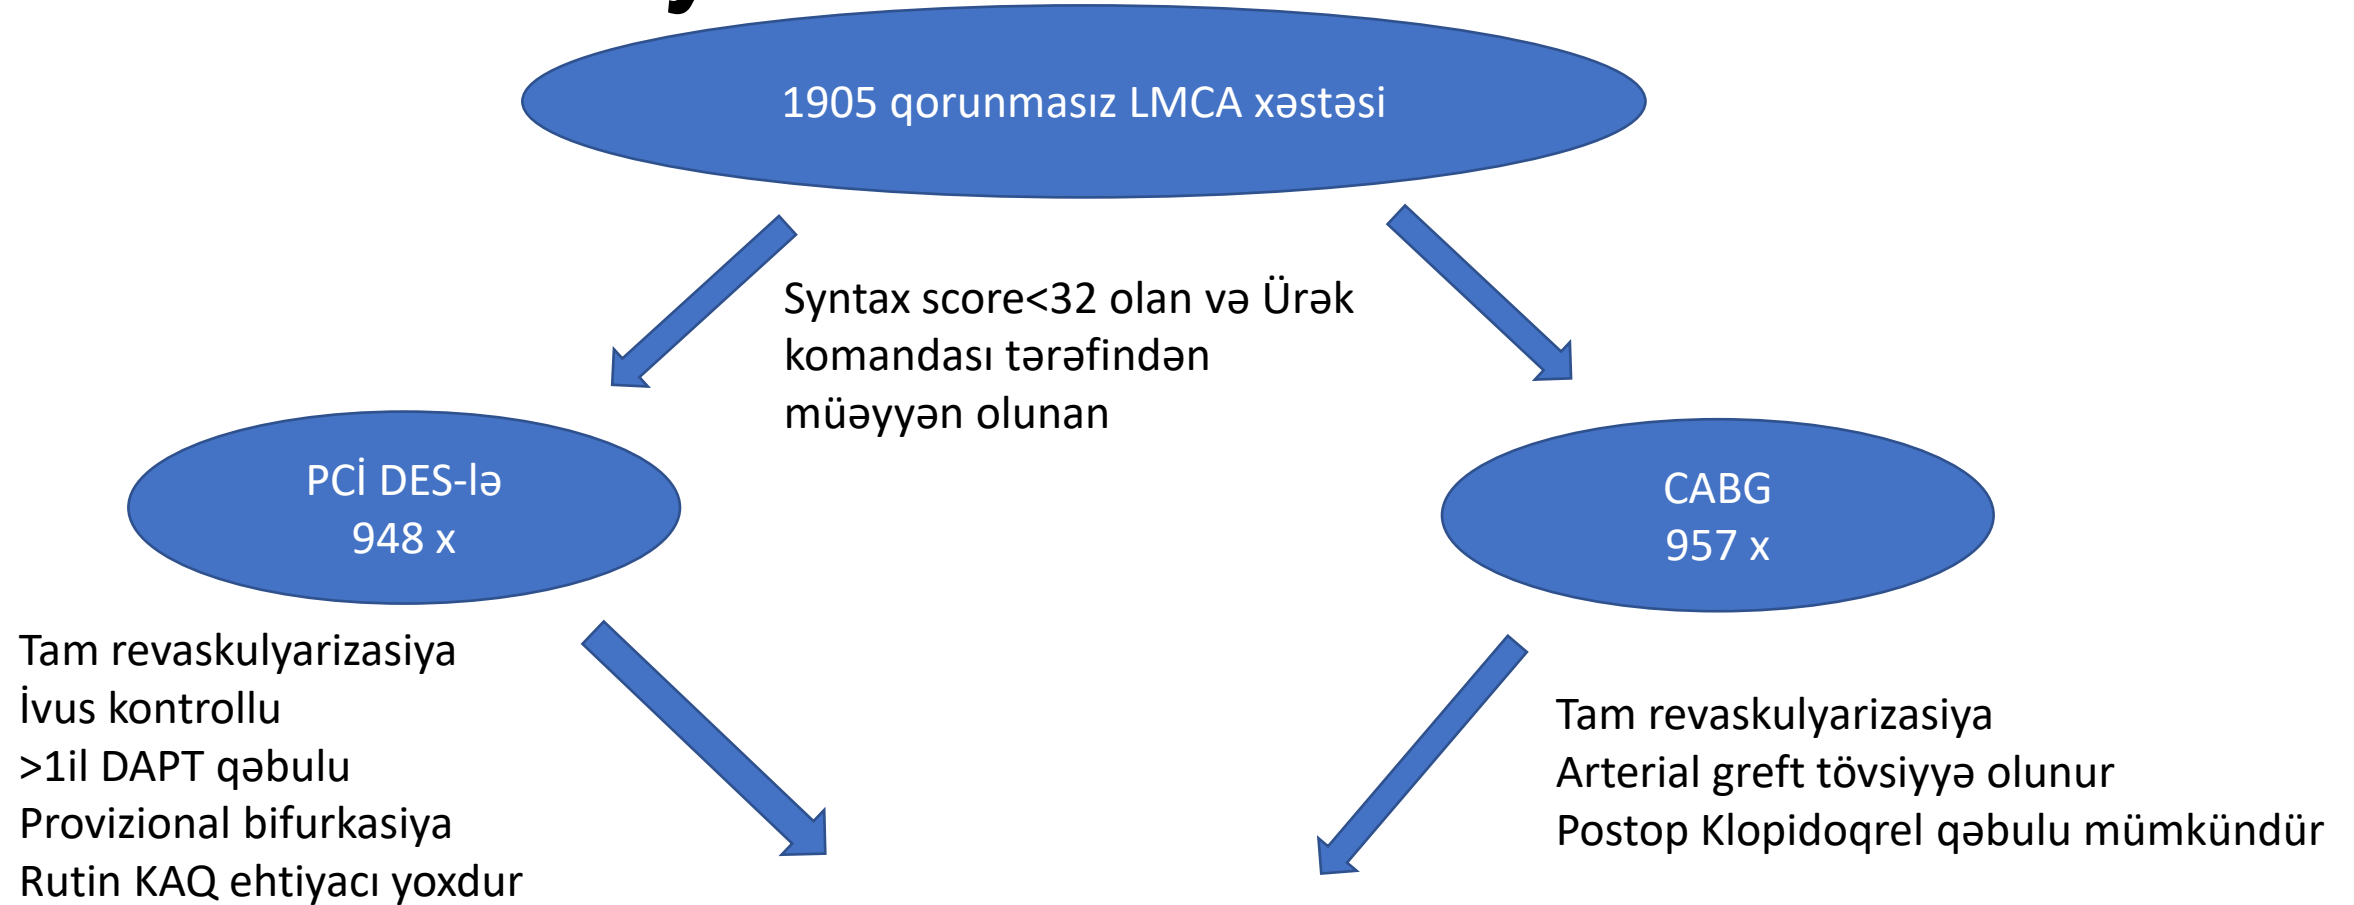 1905 qorunmasız LMCA xəstəsi
Syntax score<32 olan və Ürək
komandası tərəfindən
müəyyən olunan
PCİ DES-lə
948 x
CABG
957 x
Tam revaskulyarizasiya
İvus kontrollu
>1il DAPT qəbulu
Provizional bifurkasiya
Rutin KAQ ehtiyacı yoxdur
Tam revaskulyarizasiya
Arterial greft tövsiyyə olunur
Postop Klopidoqrel qəbulu mümkündür